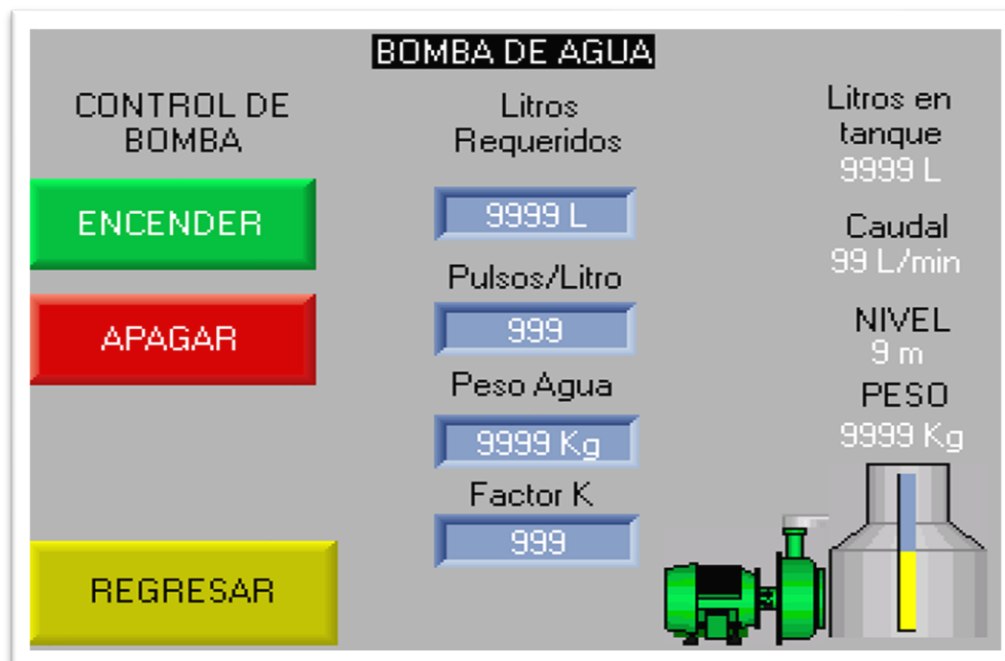 BOMBA DE AGUA
CONTROL DE
BOMBA
ENCENDER
APAGAR
REGRESAR
Litros
Requeridos
9999 L
Pulsos/Litro
999
Peso Agua
9999 Kg
Factor K
999
Litros en
tanque
9999 L
Caudal
99 L/min
NIVEL
9 m
PESO
9999 Kg